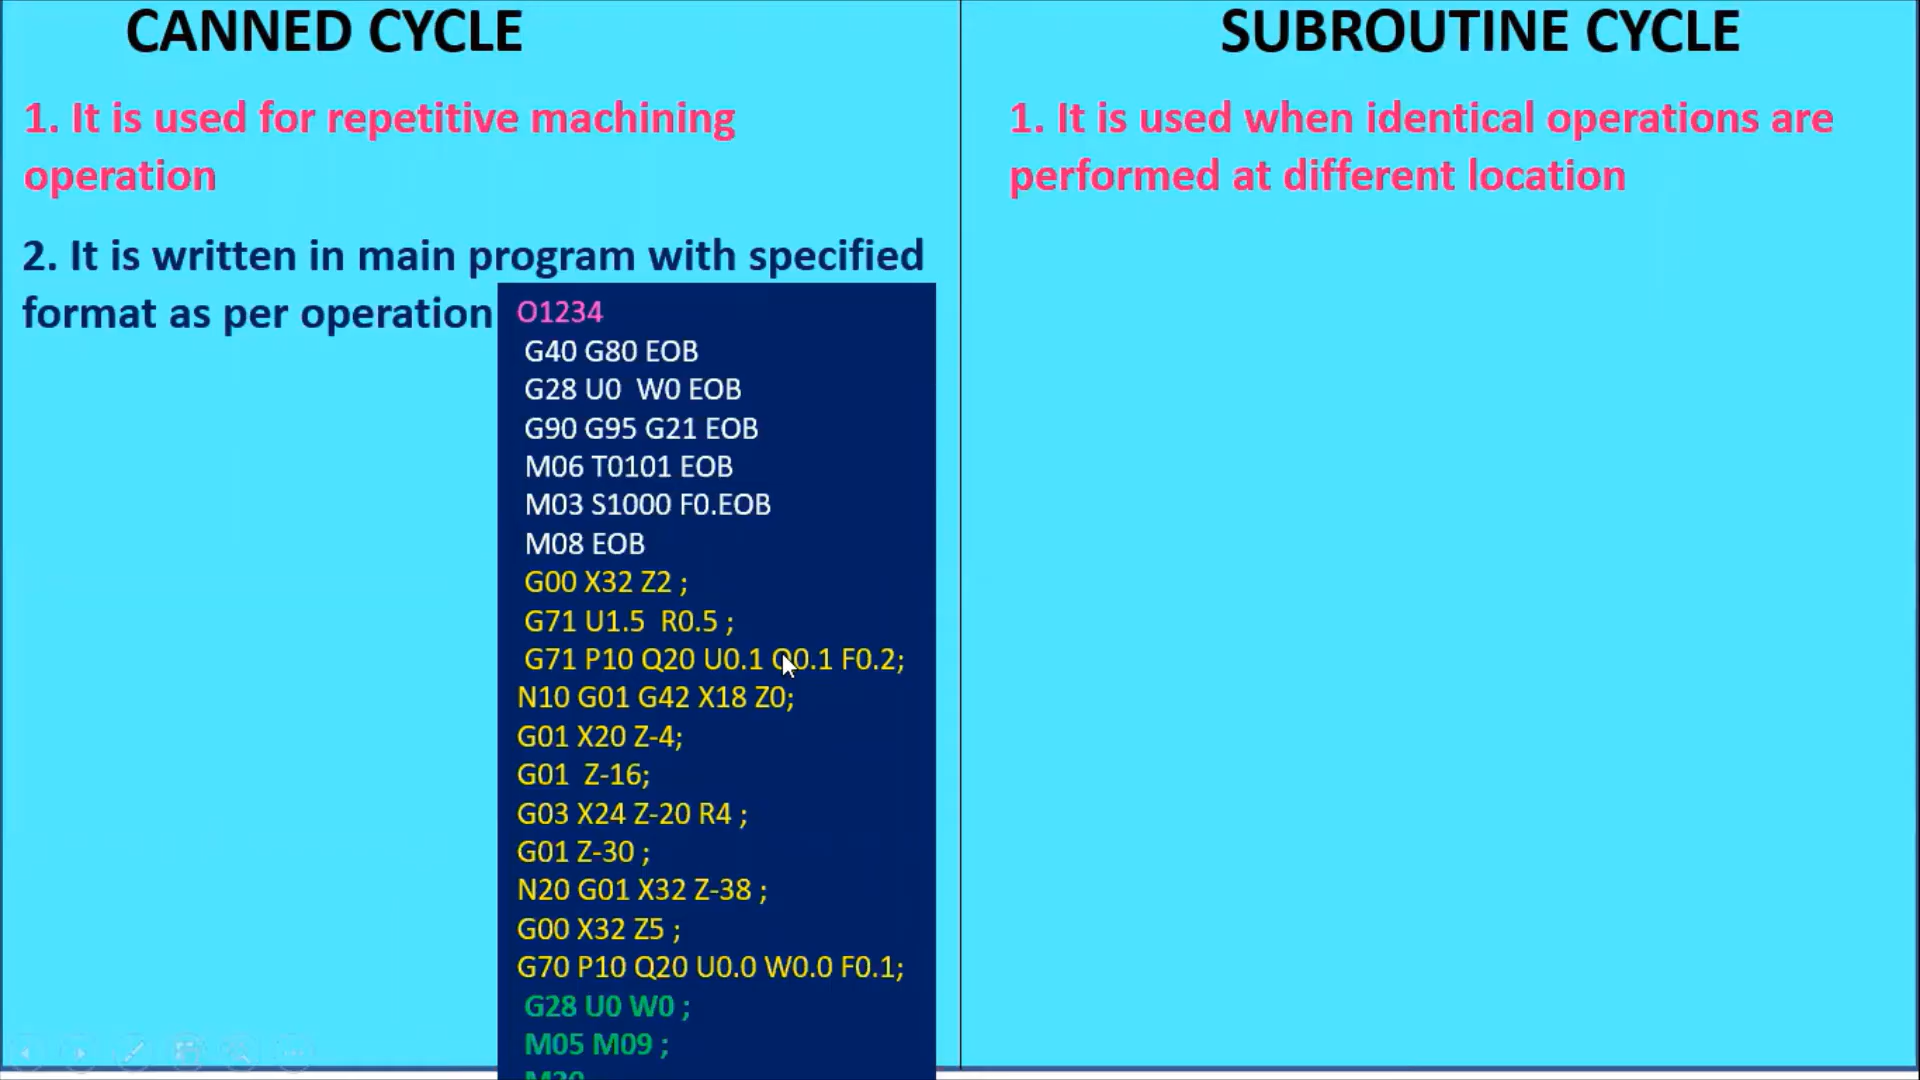 CANNED CYCLE
1. It is used for repetitive machining
operation
2. It is written in main program with specified
format as per operation
O1234
G40 G80 EOB
G28 U0 W0 EOB
G90 G95 G21 EOB
M06 T0101 EOB
M03 S1000 F0.EOB
M08 EOB
G00 X32 Z2 ;
G71 U1.5 R0.5 ;
G71 P10 Q20 U0.1 Q0.1 F0.2;
N10 G01 G42 X18 Z0;
G01 X20 Z-4;
G01 Z-16;
G03 X24 Z-20 R4 ;
G01 Z-30 ;
N20 G01 X32 Z-38 ;
G00 X32 Z5 ;
G70 P10 Q20 U0.0 W0.0 F0.1;
G28 U0 W0 ;
M05 M09 ;
M30
SUBROUTINE CYCLE
1. It is used when identical operations are
performed at different location